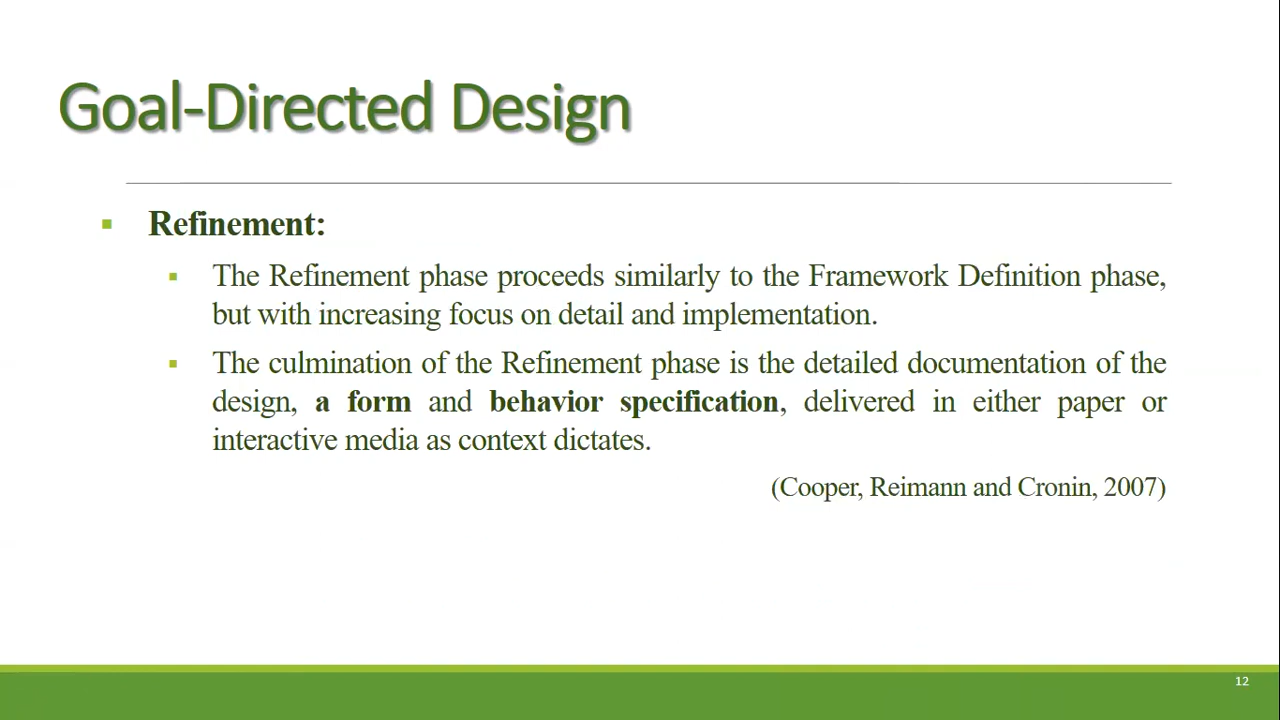 Goal-Directed Design
Refinement:
The Refinement phase proceeds similarly to the Framework Definition phase,
but with increasing focus on detail and implementation.
The culmination of the Refinement phase is the detailed documentation of the
design, a form and behavior specification, delivered in either paper or
interactive media as context dictates.
(Cooper, Reimann and Cronin, 2007)
12